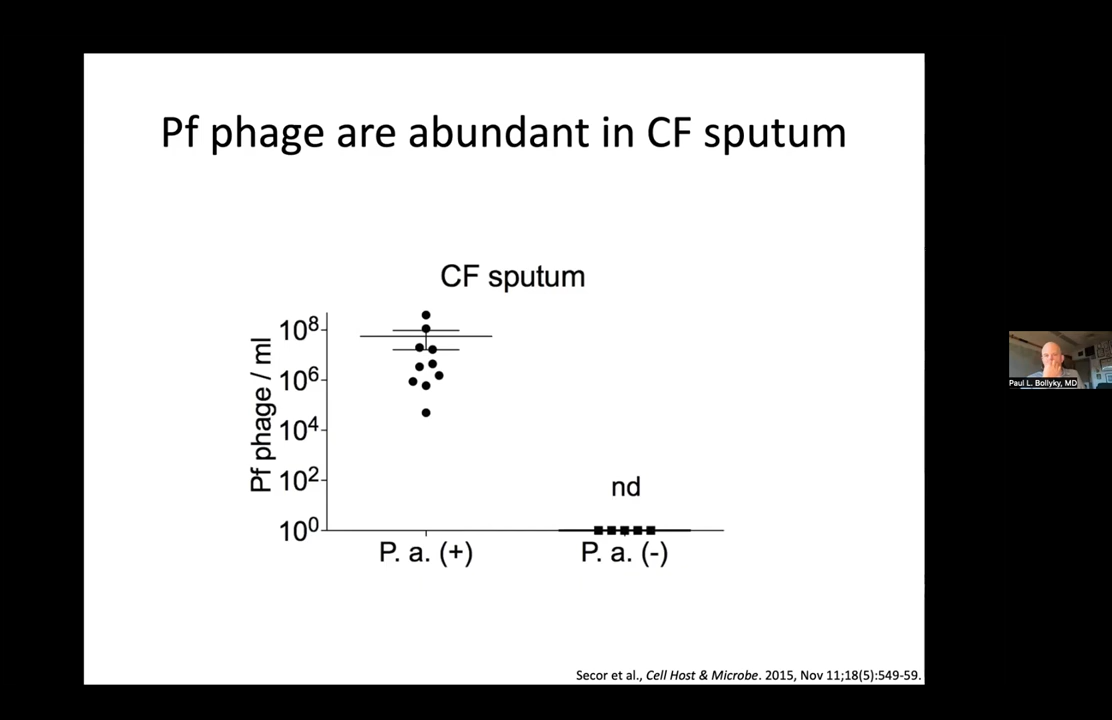 Pf phage are abundant in CF sputum
CF sputum
Pf phage / ml
10⁸
10⁶
10⁴
10²
10⁰
nd
P. a. (+)
P. a. (-)
Paul L. Bollyky, MD
Secor et al., Cell Host & Microbe. 2015, Nov 11;18(5):549-59.